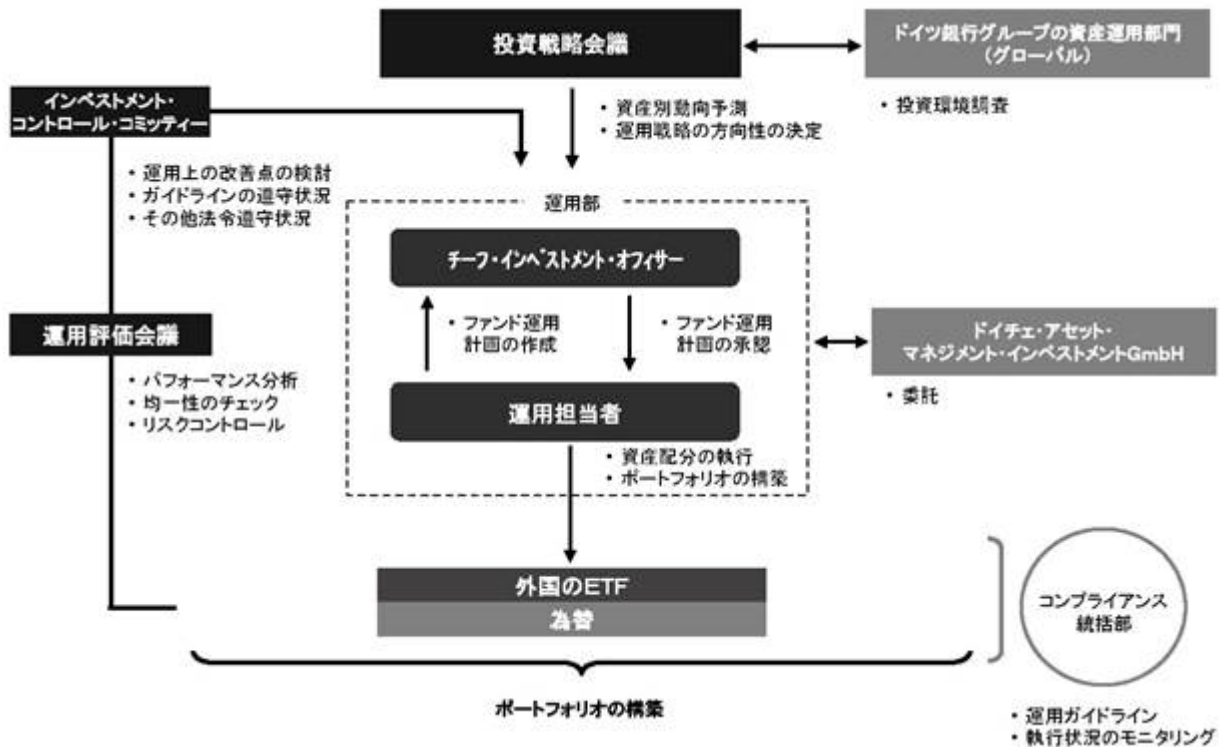 投資戦略会議
ドイツ銀行グループの資産運用部門
(グローバル)
・ 投資環境調査
インベストメント・
コントロール・コミッティー
・ 資産別動向予測
・ 運用戦略の方向性の決定
・ 運用上の改善点の検討
・ ガイドラインの遵守状況
・ その他法令遵守状況
運用部
チーフ・インベストメント・オフィサー
・ ファンド運用
計画の作成
・ ファンド運用
計画の承認
運用評価会議
・ パフォーマンス分析
・ 均一性のチェック
・ リスクコントロール
ドイチェ・アセット・
マネジメント・インベストメントGmbH
・ 委託
運用担当者
・ 資産配分の執行
・ ポートフォリオの構築
外国のETF
為替
コンプライアンス
統括部
ポートフォリオの構築
・ 運用ガイドライン
・ 執行状況のモニタリング